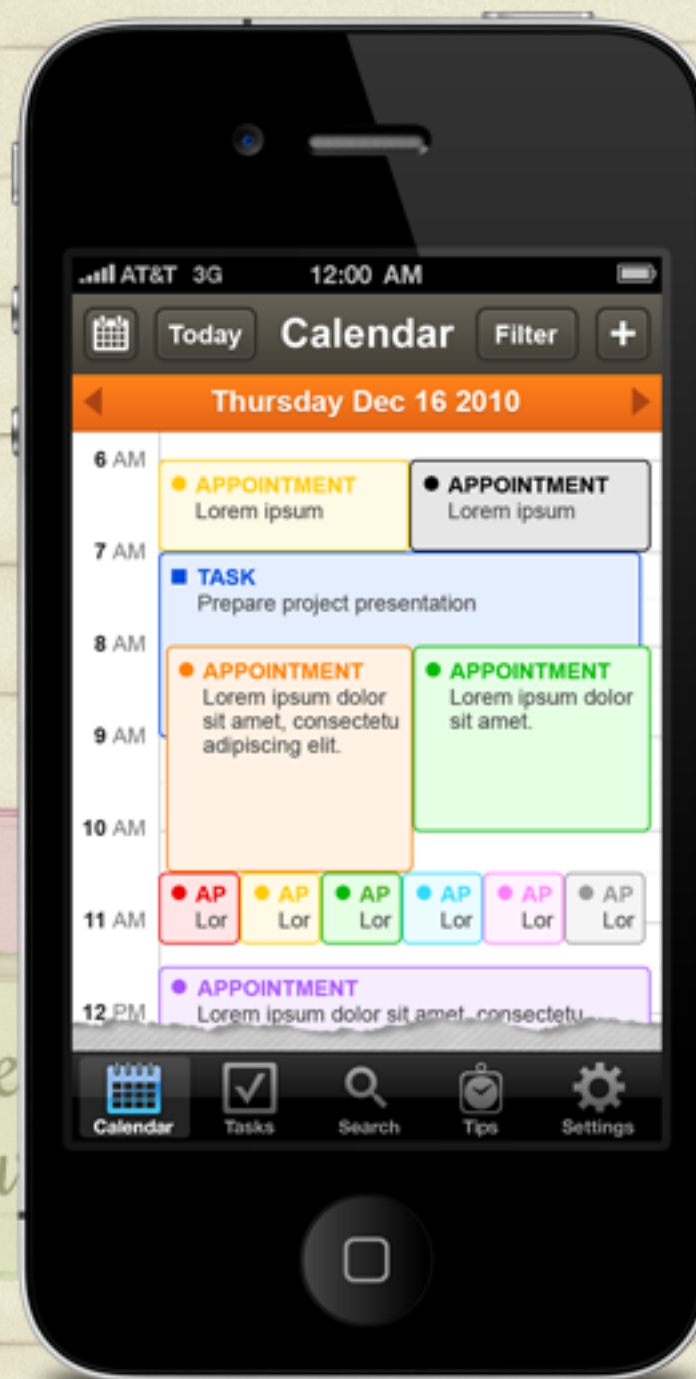 AT&T 3G 12:00 AM
Today Calendar Filter +
Thursday Dec 16 2010
6 AM
APPOINTMENT
Lorem ipsum
APPOINTMENT
Lorem ipsum
7 AM
TASK
Prepare project presentation
8 AM
APPOINTMENT
Lorem ipsum dolor
sit amet, consectetu
adipiscing elit.
APPOINTMENT
Lorem ipsum dolor
sit amet.
9 AM
10 AM
AP
Lor
AP
Lor
AP
Lor
AP
Lor
AP
Lor
AP
Lor
11 AM
APPOINTMENT
Lorem ipsum dolor sit amet, consectetu
12 PM
Calendar Tasks Search Tips Settings